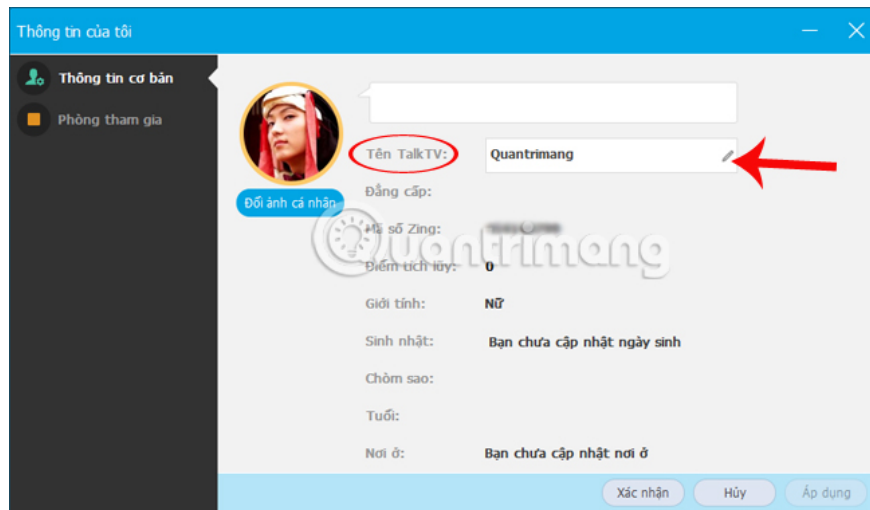 Thông tin của tôi
Thông tin cơ bản
Phòng tham gia
Tên TalkTV: Quantrimang
Đẳng cấp:
Đổi ảnh cá nhân
Mã số Zing:
Quantrimang
Điểm tích lũy: 0
Giới tính: Nữ
Sinh nhật: Bạn chưa cập nhật ngày sinh
Chòm sao:
Tuổi:
Nơi ở: Bạn chưa cập nhật nơi ở
Xác nhận Hủy Áp dụng